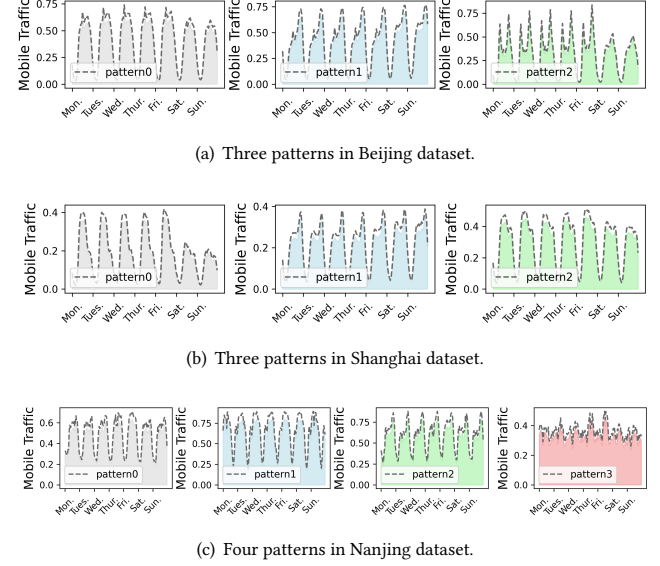 Mobile Traffic
0.75
0.50
0.25
0.00
pattern0
Mon. Tues. Wed. Thur. Fri. Sat. Sun.
Mobile Traffic
0.75
0.50
0.25
0.00
pattern1
Mon. Tues. Wed. Thur. Fri. Sat. Sun.
Mobile Traffic
0.75
0.50
0.25
0.00
pattern2
Mon. Tues. Wed. Thur. Fri. Sat. Sun.
(a) Three patterns in Beijing dataset.
Mobile Traffic
0.4
0.2
0.0
pattern0
Mon. Tues. Wed. Thur. Fri. Sat. Sun.
Mobile Traffic
0.4
0.2
0.0
pattern1
Mon. Tues. Wed. Thur. Fri. Sat. Sun.
Mobile Traffic
0.4
0.2
0.0
pattern2
Mon. Tues. Wed. Thur. Fri. Sat. Sun.
(b) Three patterns in Shanghai dataset.
Mobile Traffic
0.6
0.4
0.2
0.0
pattern0
Mon. Tues. Wed. Thur. Fri. Sat. Sun.
Mobile Traffic
0.75
0.50
0.25
0.00
pattern1
Mon. Tues. Wed. Thur. Fri. Sat. Sun.
Mobile Traffic
0.75
0.50
0.25
0.00
pattern2
Mon. Tues. Wed. Thur. Fri. Sat. Sun.
Mobile Traffic
0.4
0.2
0.0
pattern3
Mon. Tues. Wed. Thur. Fri. Sat. Sun.
(c) Four patterns in Nanjing dataset.